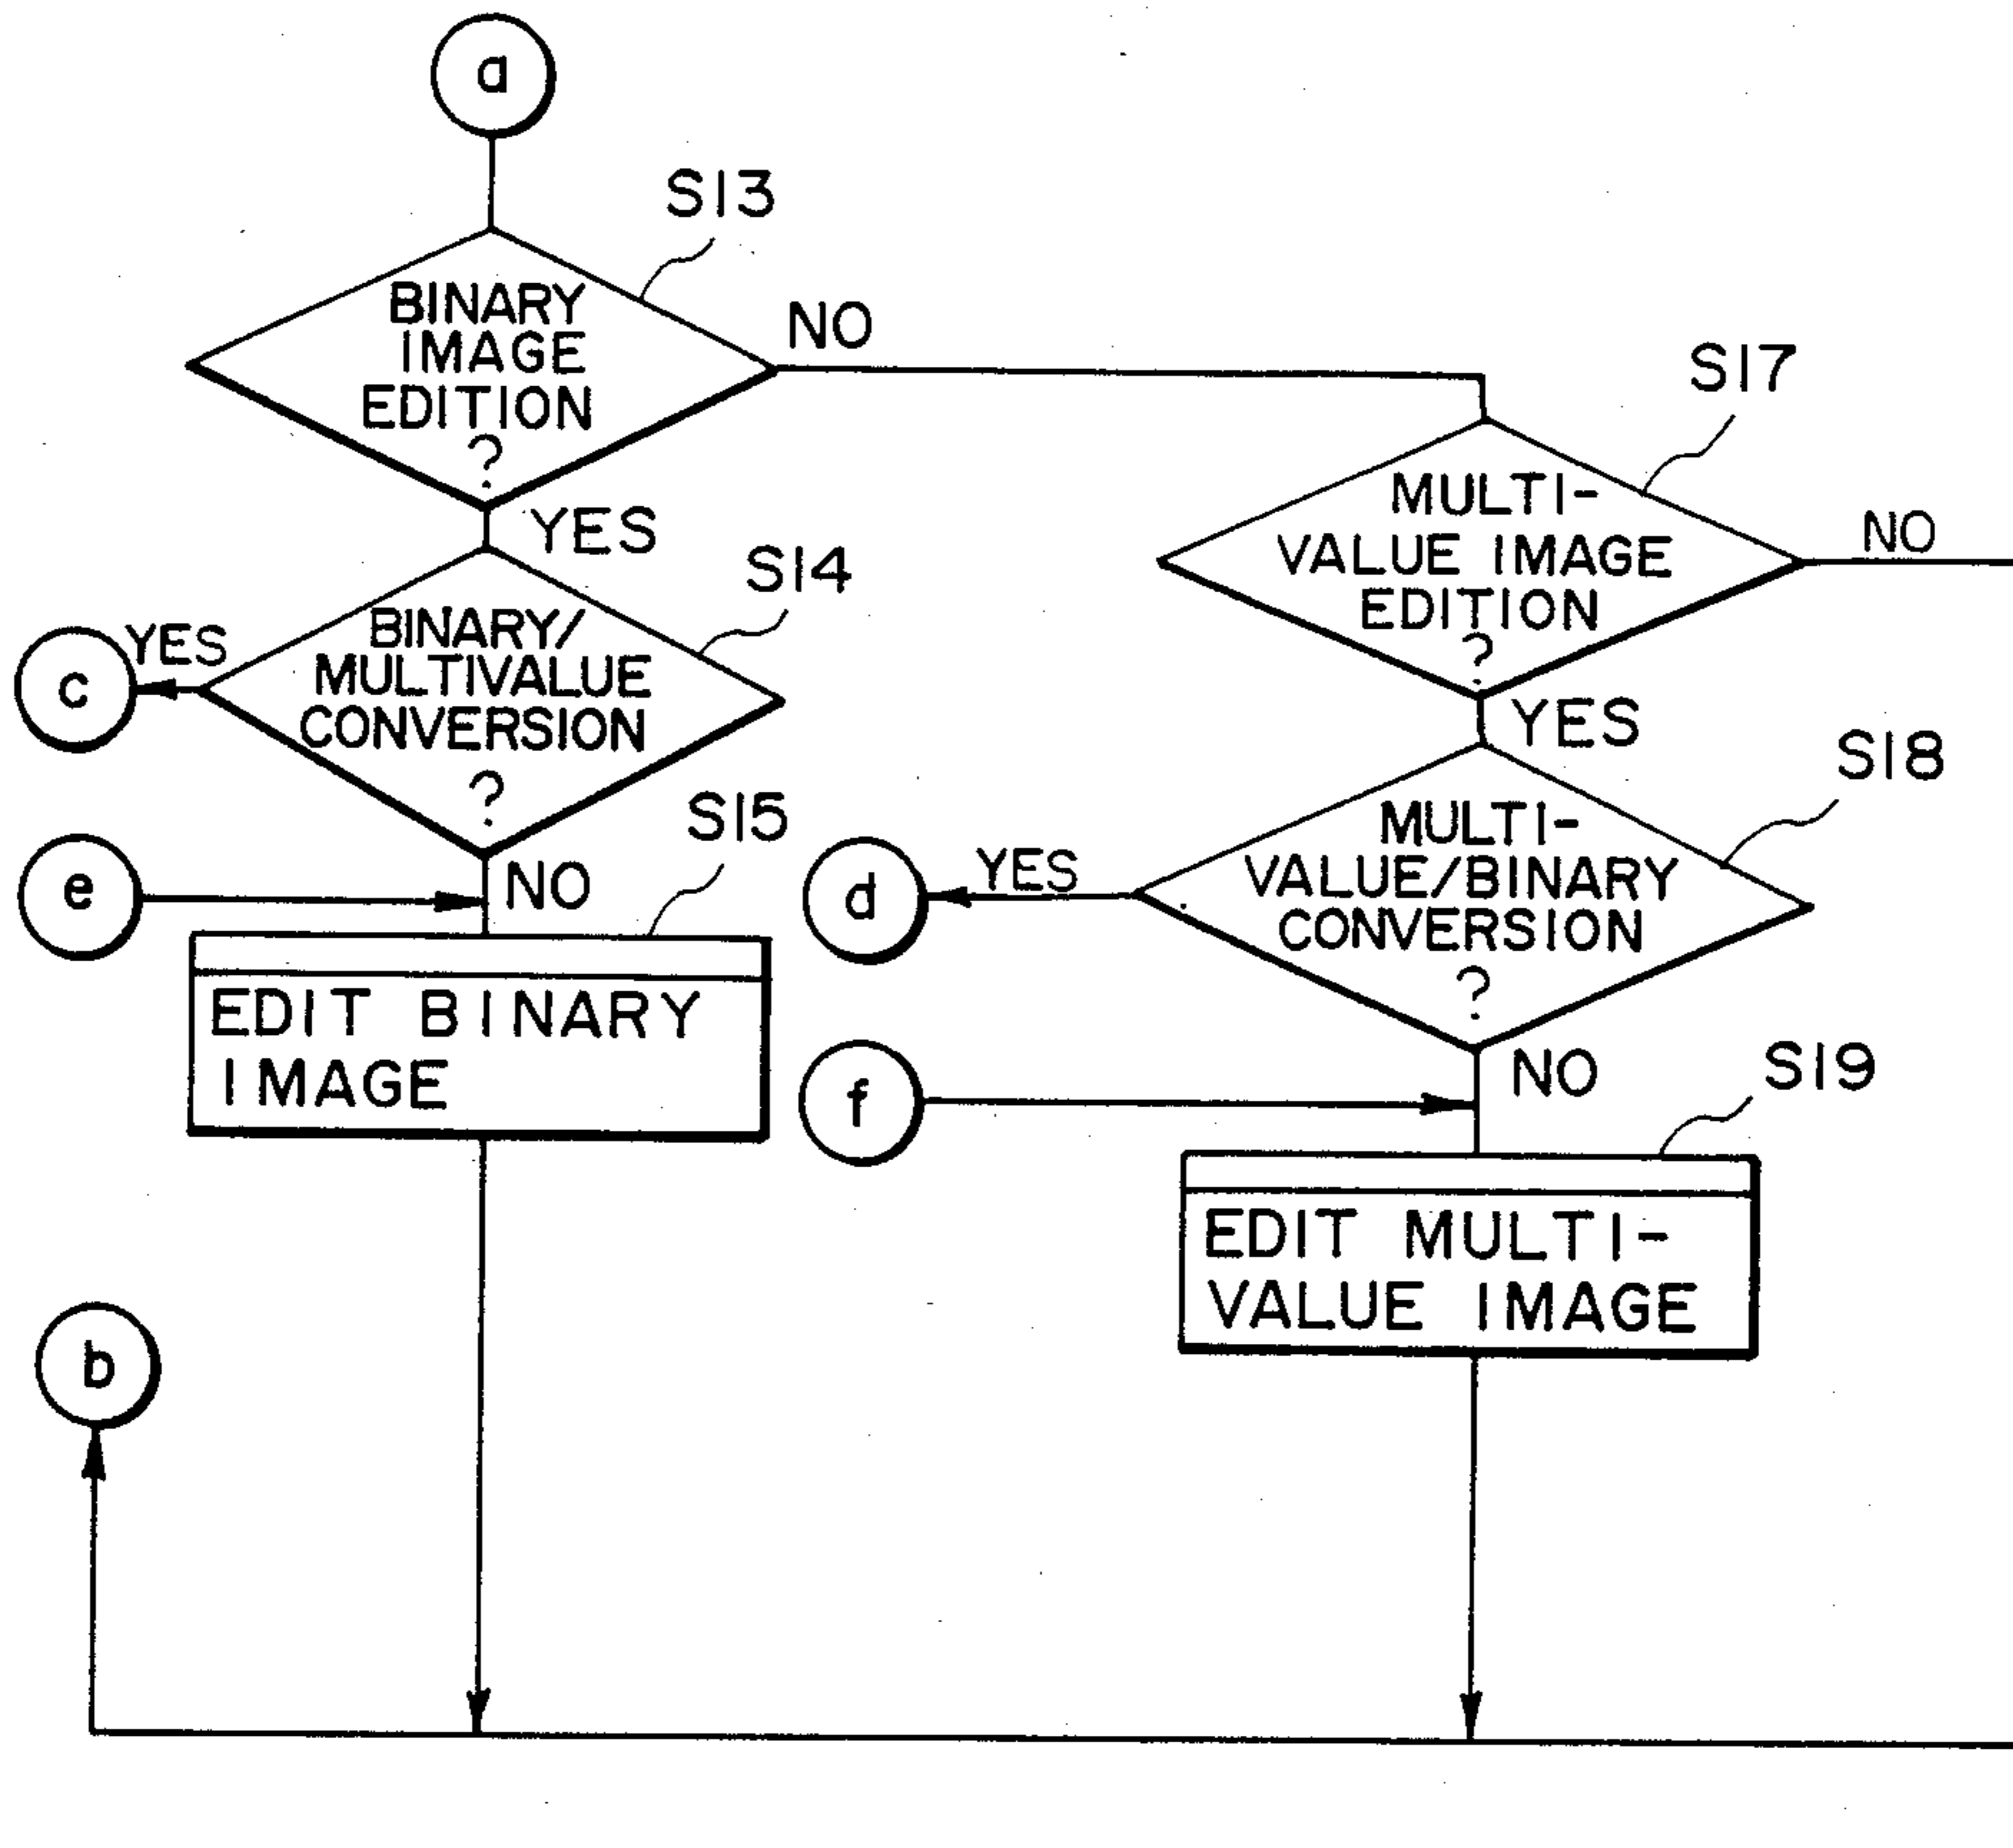 a
S13
BINARY
IMAGE
EDITION
?
NO
YES
S14
BINARY/
MULTIVALUE
CONVERSION
?
YES
c
NO
e
S15
EDIT BINARY
IMAGE
b
S17
MULTI-
VALUE IMAGE
EDITION
?
NO
YES
S18
MULTI-
VALUE/BINARY
CONVERSION
?
YES
d
NO
f
S19
EDIT MULTI-
VALUE IMAGE